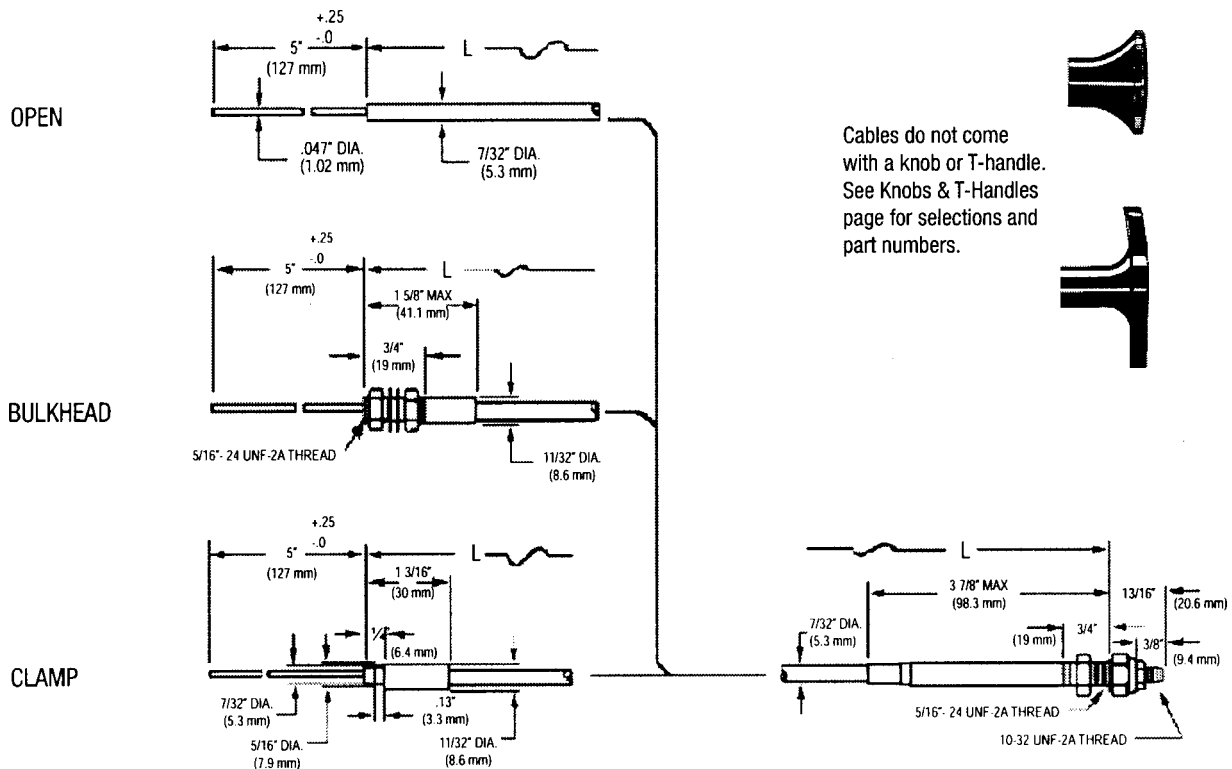 +.25
-.0
5"
(127 mm)
L
OPEN
.047" DIA.
(1.02 mm)
7/32" DIA.
(5.3 mm)
Cables do not come
with a knob or T-handle.
See Knobs & T-Handles
page for selections and
part numbers.
+.25
-.0
5"
(127 mm)
L
1 5/8" MAX
(41.1 mm)
3/4"
(19 mm)
BULKHEAD
5/16"- 24 UNF-2A THREAD
11/32" DIA.
(8.6 mm)
+.25
-.0
5"
(127 mm)
L
1 3/16"
(30 mm)
1/4"
(6.4 mm)
CLAMP
7/32" DIA.
(5.3 mm)
5/16" DIA.
(7.9 mm)
.13"
(3.3 mm)
11/32" DIA.
(8.6 mm)
L
3 7/8" MAX
(98.3 mm)
13/16"
(20.6 mm)
7/32" DIA.
(5.3 mm)
3/4"
(19 mm)
3/8"
(9.4 mm)
5/16"- 24 UNF-2A THREAD
10-32 UNF-2A THREAD